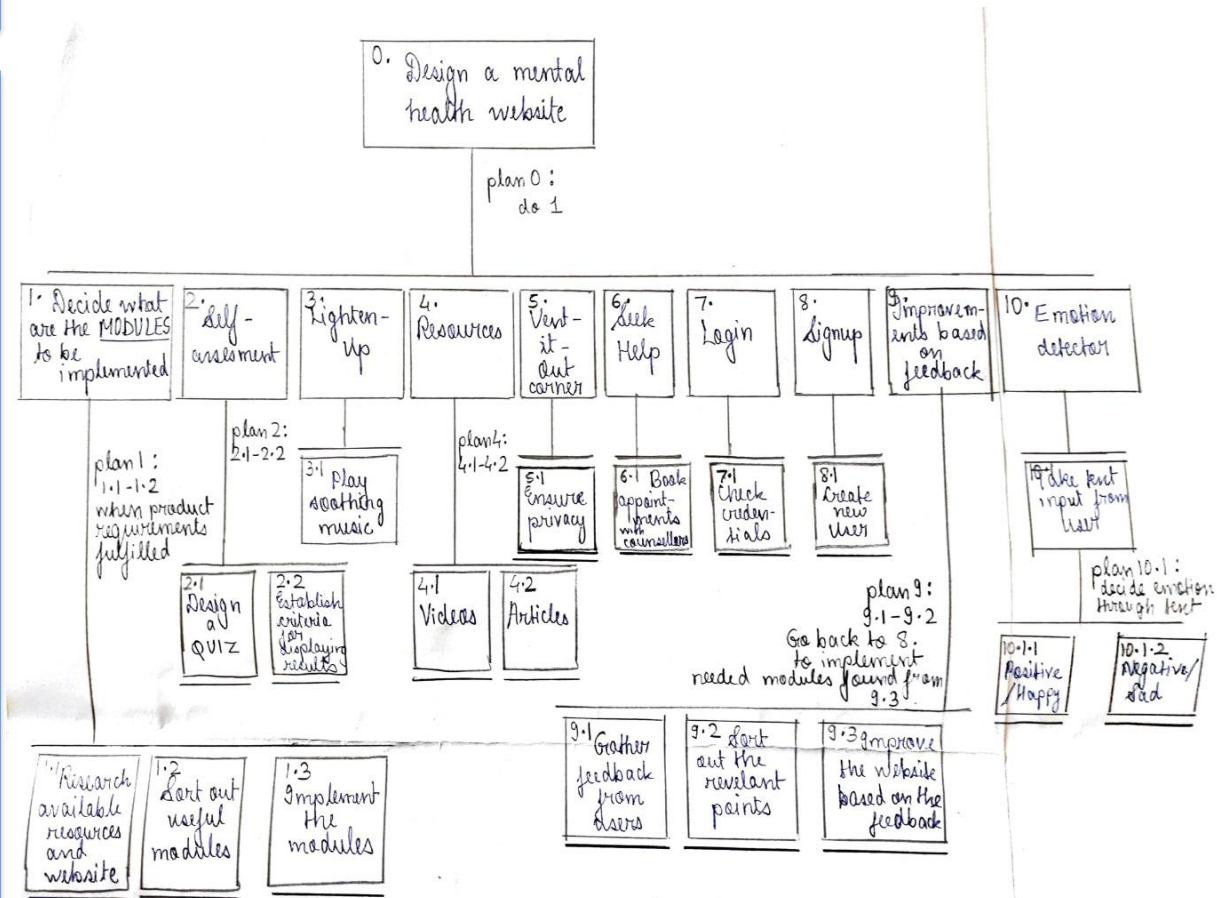 0.
Design a mental
health website
plan 0:
do 1
1. Decide what
are the MODULES
to be
implemented
2.
Self-
assesment
3.
Lighten-
Up
4.
Resources
5.
Vent-
it-
Out
corner
6.
Seek
Help
7.
Login
8.
Signup
9.
Improvem-
ents based
on
feedback
10. Emotion
detector
plan 1:
1.1-1.2
when product
requirements
fulfilled
plan 2:
2.1-2.2
3.1 Play
soothing
music
plan 4:
4.1-4.2
5.1
Ensure
privacy
6.1 Book
appoint-
ments
with
counsellers
7.1
Check
creden-
tials
8.1
Create
new
User
Take text
input from
User
2.1
Design
a
QUIZ
2.2
Establish
criteria
for
displaying
results
4.1
Videos
4.2
Articles
plan 9:
9.1-9.2
Go back to 8.
to implement
needed modules found from
9.3.
plan 10.1:
decide emotion
through text
10.1.1
Positive
/Happy
10.1.2
Negative/
Sad
1.1 Research
available
resources
and
website
1.2
Sort out
useful
modules
1.3
Implement
the
modules
9.1 Gather
feedback
from
users
9.2 Sort
out the
revelant
points
9.3 Improve
the website
based on the
feedback